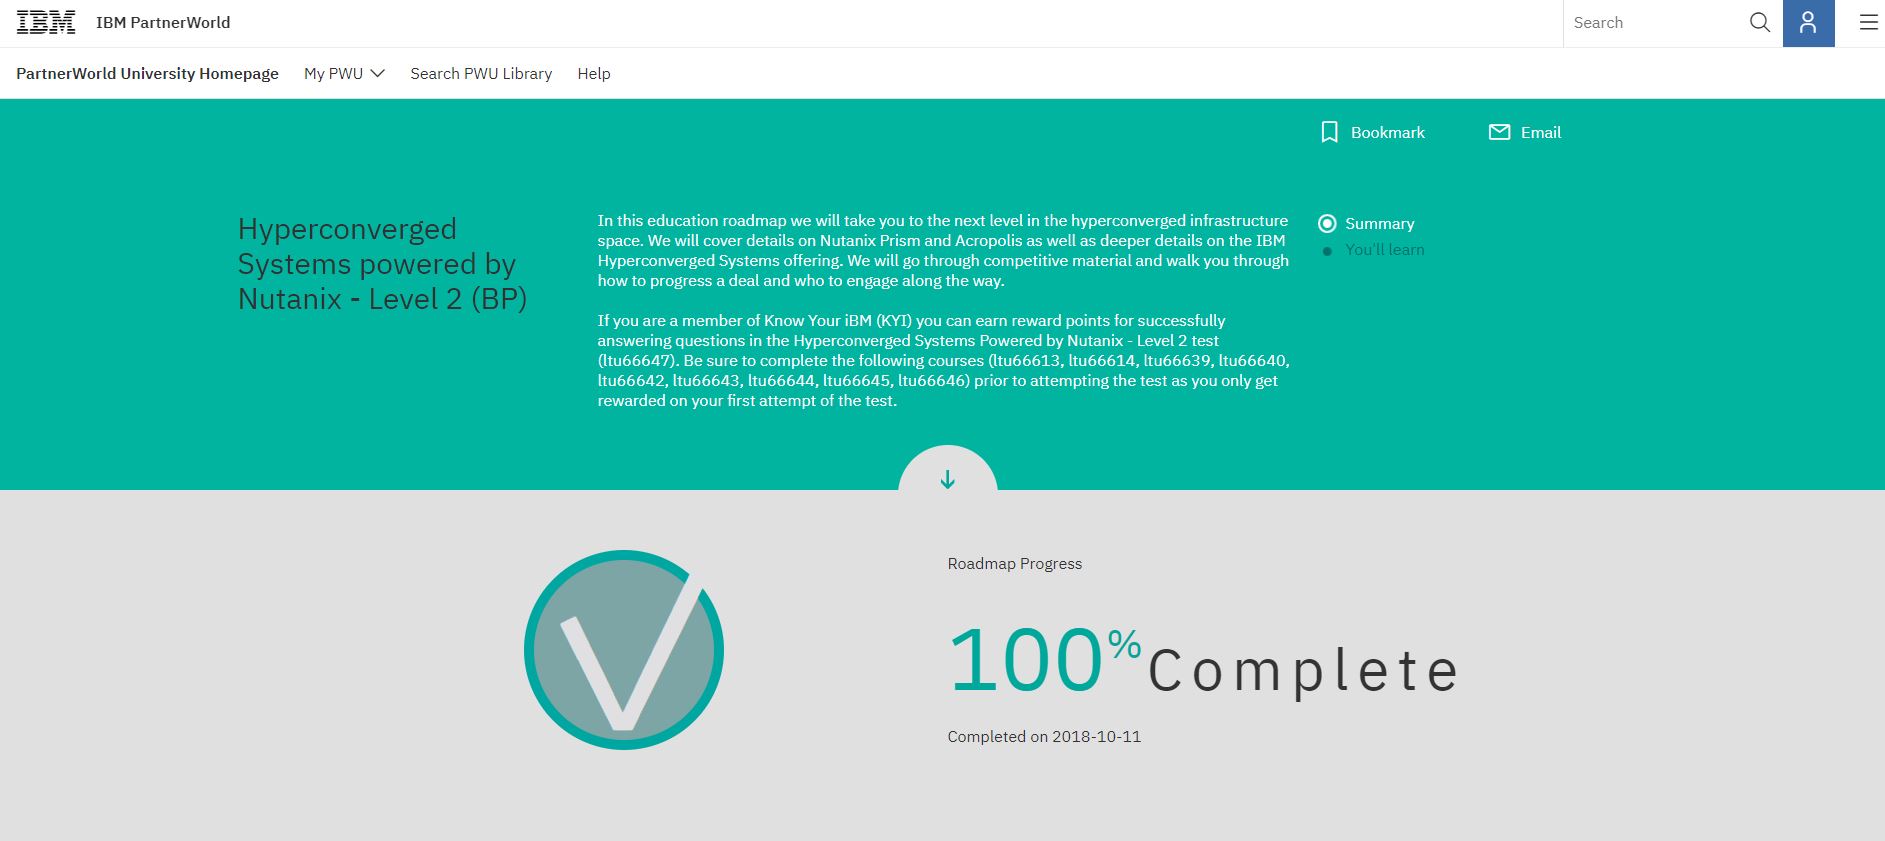 IBM IBM PartnerWorld Search
PartnerWorld University Homepage My PWU Search PWU Library Help
Bookmark Email
Hyperconverged
Systems powered by
Nutanix - Level 2 (BP)
In this education roadmap we will take you to the next level in the hyperconverged infrastructure
space. We will cover details on Nutanix Prism and Acropolis as well as deeper details on the IBM
Hyperconverged Systems offering. We will go through competitive material and walk you through
how to progress a deal and who to engage along the way.
If you are a member of Know Your iBM (KYI) you can earn reward points for successfully
answering questions in the Hyperconverged Systems Powered by Nutanix - Level 2 test
(ltu66647). Be sure to complete the following courses (ltu66613, ltu66614, ltu66639, ltu66640,
ltu66642, ltu66643, ltu66644, ltu66645, ltu66646) prior to attempting the test as you only get
rewarded on your first attempt of the test.
Summary
You'll learn
Roadmap Progress
100% Complete
Completed on 2018-10-11